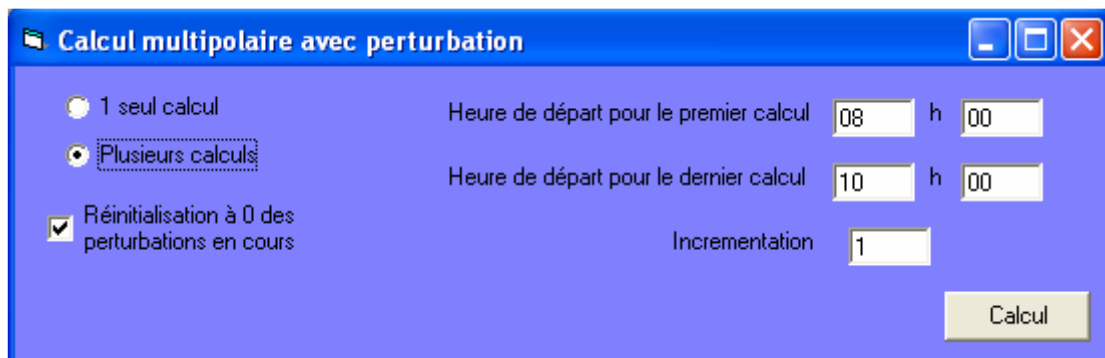 Calcul multipolaire avec perturbation
1 seul calcul
Plusieurs calculs
Réinitialisation à 0 des
perturbations en cours
Heure de départ pour le premier calcul 08 h 00
Heure de départ pour le dernier calcul 10 h 00
Incrementation 1
Calcul